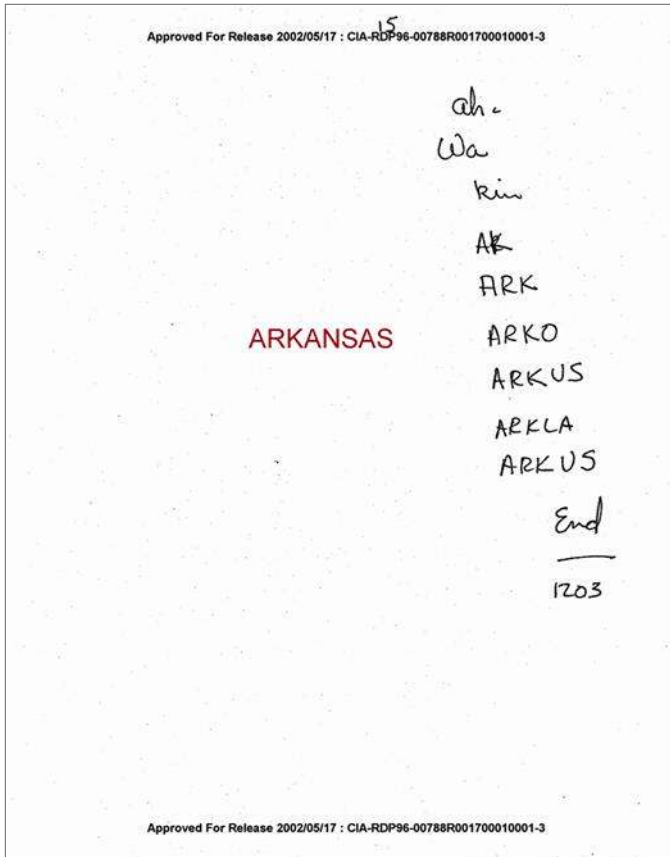 15
Approved For Release 2002/05/17 : CIA-RDP96-00788R001700010001-3
ah.
Wa
kin
AK
ARK
ARKANSAS
ARKO
ARKUS
ARKLA
ARKUS
End
1203
Approved For Release 2002/05/17 : CIA-RDP96-00788R001700010001-3